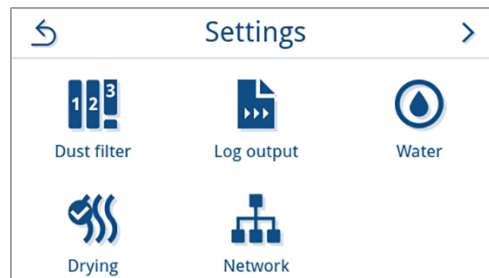 Settings
1 2 3
Dust filter
Log output
Water
Drying
Network